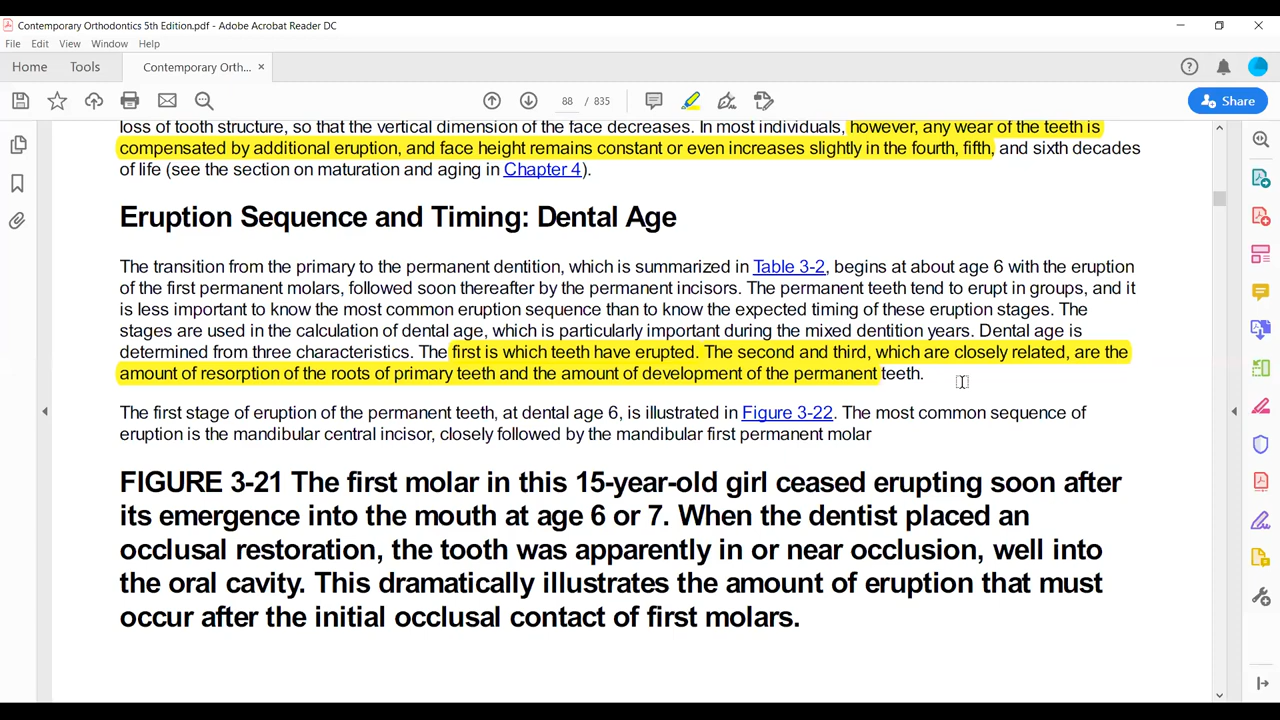 Contemporary Orthodontics 5th Edition.pdf - Adobe Acrobat Reader DC
File Edit View Window Help
Home Tools Contemporary Orth... ×
88 / 835
Share
loss of tooth structure, so that the vertical dimension of the face decreases. In most individuals, however, any wear of the teeth is
compensated by additional eruption, and face height remains constant or even increases slightly in the fourth, fifth, and sixth decades
of life (see the section on maturation and aging in Chapter 4).
Eruption Sequence and Timing: Dental Age
The transition from the primary to the permanent dentition, which is summarized in Table 3-2, begins at about age 6 with the eruption
of the first permanent molars, followed soon thereafter by the permanent incisors. The permanent teeth tend to erupt in groups, and it
is less important to know the most common eruption sequence than to know the expected timing of these eruption stages. The
stages are used in the calculation of dental age, which is particularly important during the mixed dentition years. Dental age is
determined from three characteristics. The first is which teeth have erupted. The second and third, which are closely related, are the
amount of resorption of the roots of primary teeth and the amount of development of the permanent teeth.
The first stage of eruption of the permanent teeth, at dental age 6, is illustrated in Figure 3-22. The most common sequence of
eruption is the mandibular central incisor, closely followed by the mandibular first permanent molar
FIGURE 3-21 The first molar in this 15-year-old girl ceased erupting soon after
its emergence into the mouth at age 6 or 7. When the dentist placed an
occlusal restoration, the tooth was apparently in or near occlusion, well into
the oral cavity. This dramatically illustrates the amount of eruption that must
occur after the initial occlusal contact of first molars.